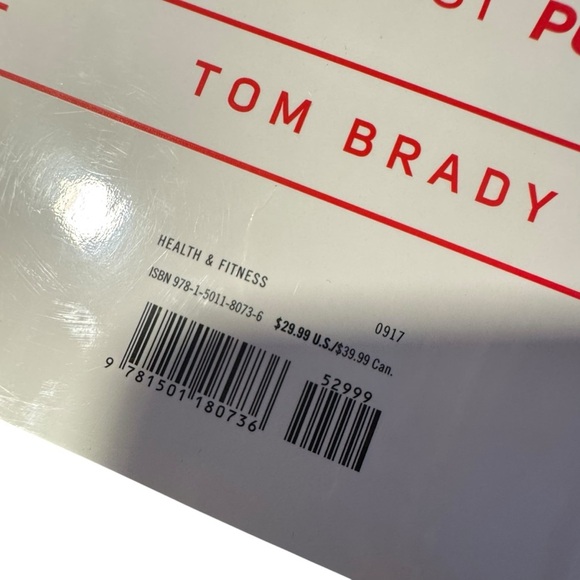 TOM BRADY
HEALTH & FITNESS
ISBN 978-1-5011-8073-6 $29.99 U.S./$39.99 Can.
0917
52999
9 781501 180736